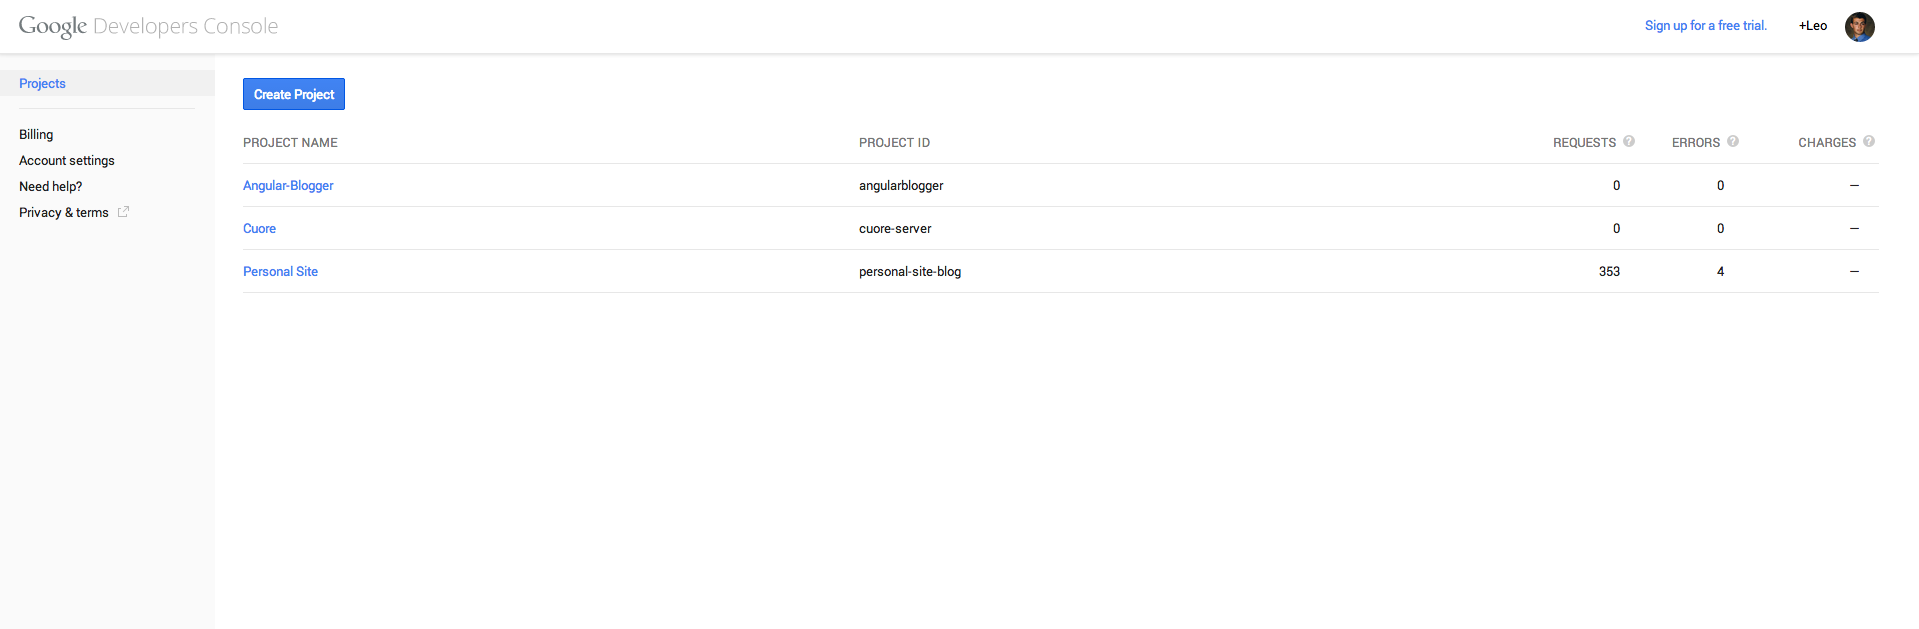 Google Developers Console
Sign up for a free trial.
+Leo
Projects
Billing
Account settings
Need help?
Privacy & terms
Create Project
PROJECT NAME PROJECT ID REQUESTS ? ERRORS ? CHARGES ?
Angular-Blogger angularblogger 0 0 –
Cuore cuore-server 0 0 –
Personal Site personal-site-blog 353 4 –